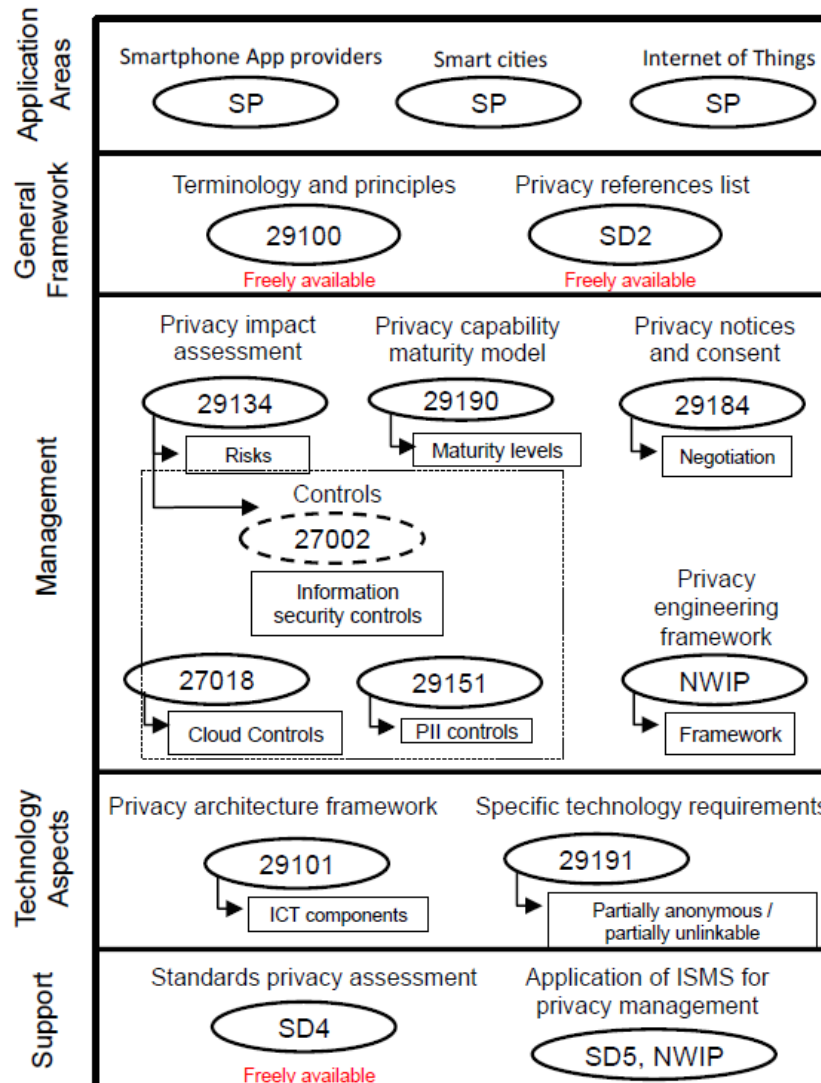 Application
Areas
Smartphone App providers
Smart cities
Internet of Things
SP
SP
SP
General
Framework
Terminology and principles
Privacy references list
29100
SD2
Freely available
Freely available
Management
Privacy impact
assessment
Privacy capability
maturity model
Privacy notices
and consent
29134
29190
29184
Risks
Maturity levels
Negotiation
Controls
27002
Information
security controls
Privacy
engineering
framework
27018
29151
NWIP
Cloud Controls
PII controls
Framework
Technology
Aspects
Privacy architecture framework
Specific technology requirements
29101
29191
ICT components
Partially anonymous /
partially unlinkable
Support
Standards privacy assessment
Application of ISMS for
privacy management
SD4
SD5, NWIP
Freely available